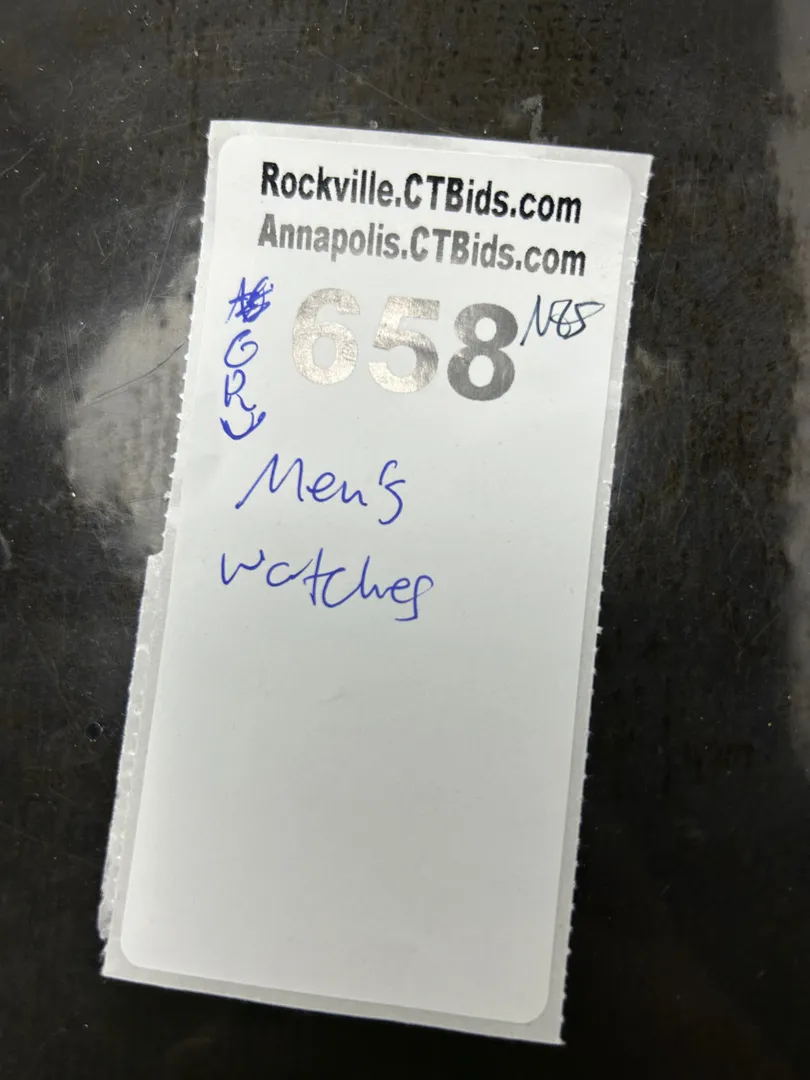 Rockville.CTBids.com
Annapolis.CTBids.com
658
G
R
Men's
watches